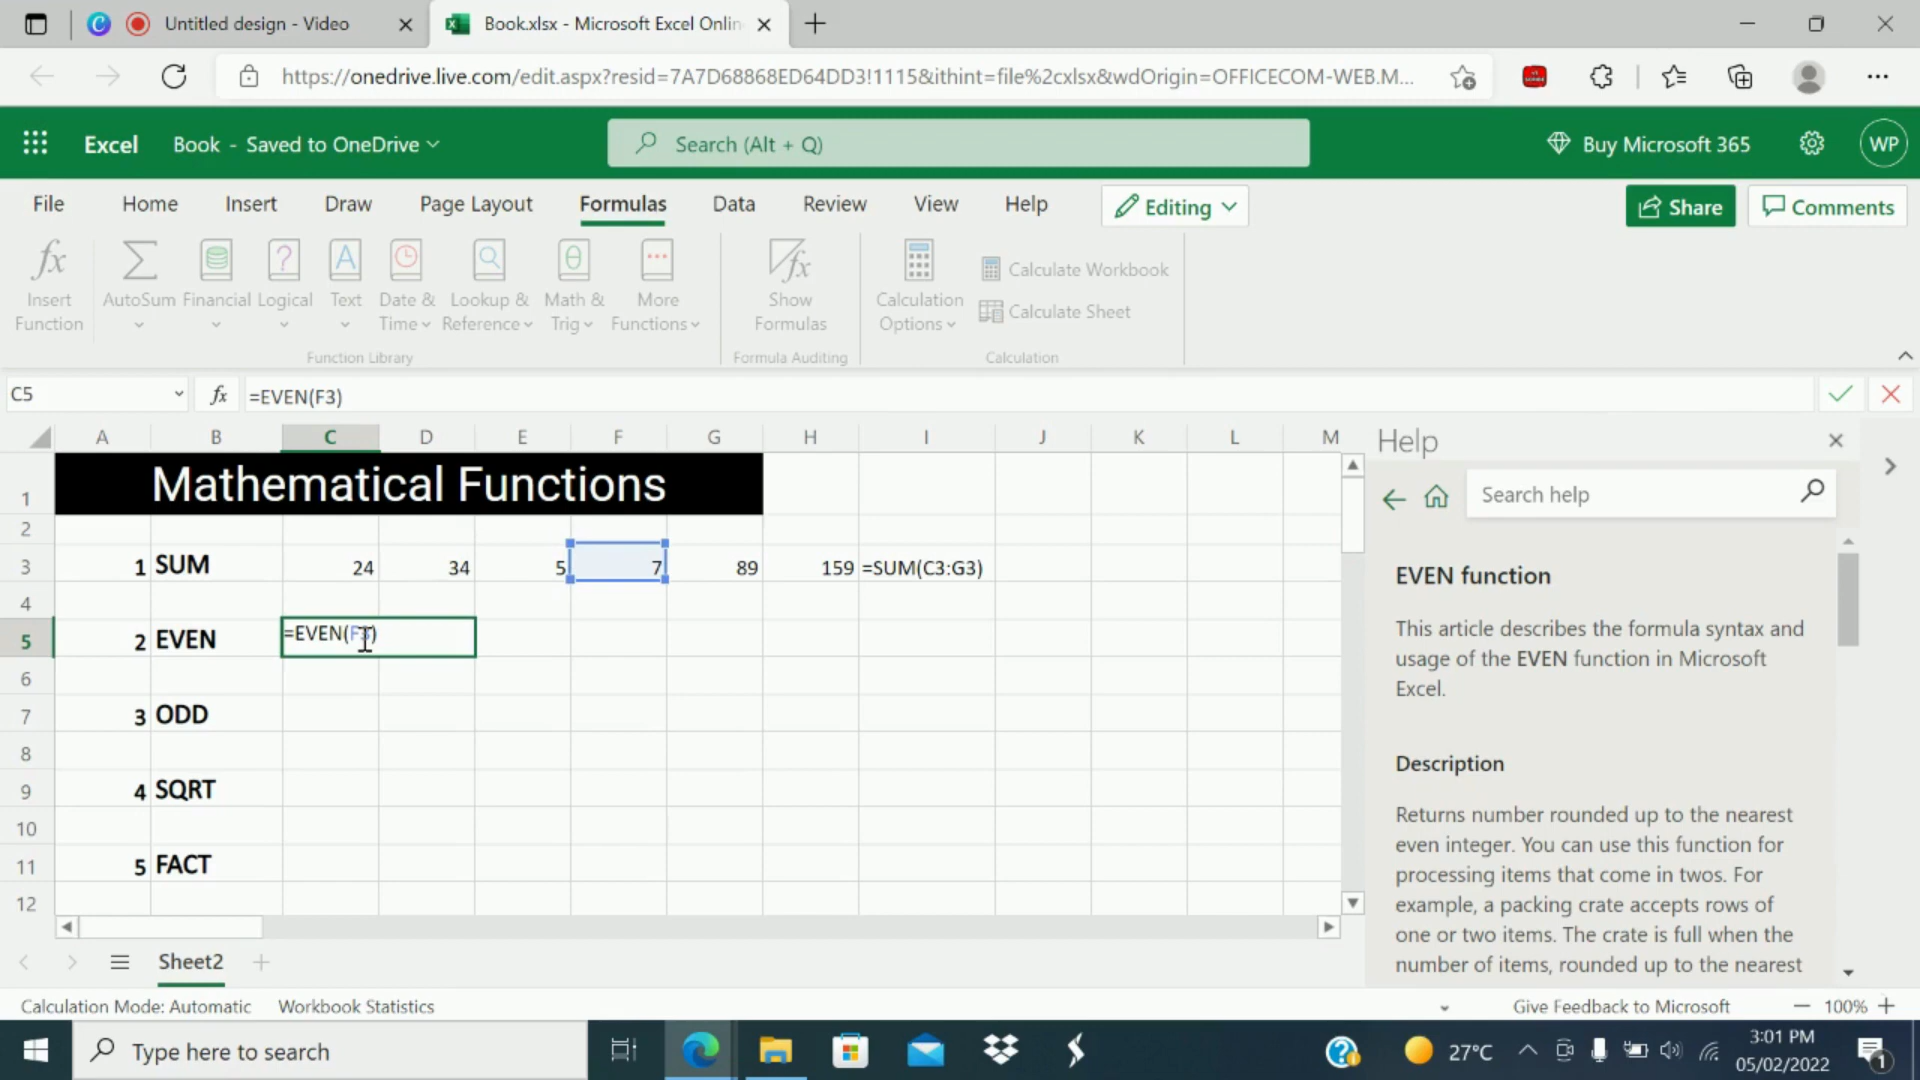 Untitled design - Video
Book.xlsx - Microsoft Excel Onlin
https://onedrive.live.com/edit.aspx?resid=7A7D68868ED64DD3!1115&ithint=file%2cxlsx&wdOrigin=OFFICECOM-WEB.M...
Excel Book - Saved to OneDrive
Search (Alt + Q)
Buy Microsoft 365
WP
File Home Insert Draw Page Layout Formulas Data Review View Help
Editing
Share
Comments
Insert Function
AutoSum
Financial
Logical
Text
Date & Time
Lookup & Reference
Math & Trig
More Functions
Show Formulas
Calculation Options
Calculate Workbook
Calculate Sheet
Function Library
Formula Auditing
Calculation
C5
fx
=EVEN(F3)
A B C D E F G H I J K L M
1 Mathematical Functions
2
3 1 SUM 24 34 5 7 89 159 =SUM(C3:G3)
4
5 2 EVEN =EVEN(F3)
6
7 3 ODD
8
9 4 SQRT
10
11 5 FACT
12
Help
Search help
EVEN function
This article describes the formula syntax and
usage of the EVEN function in Microsoft
Excel.
Description
Returns number rounded up to the nearest
even integer. You can use this function for
processing items that come in twos. For
example, a packing crate accepts rows of
one or two items. The crate is full when the
number of items, rounded up to the nearest
Sheet2
Calculation Mode: Automatic
Workbook Statistics
Give Feedback to Microsoft
100%
Type here to search
27°C
3:01 PM
05/02/2022
1